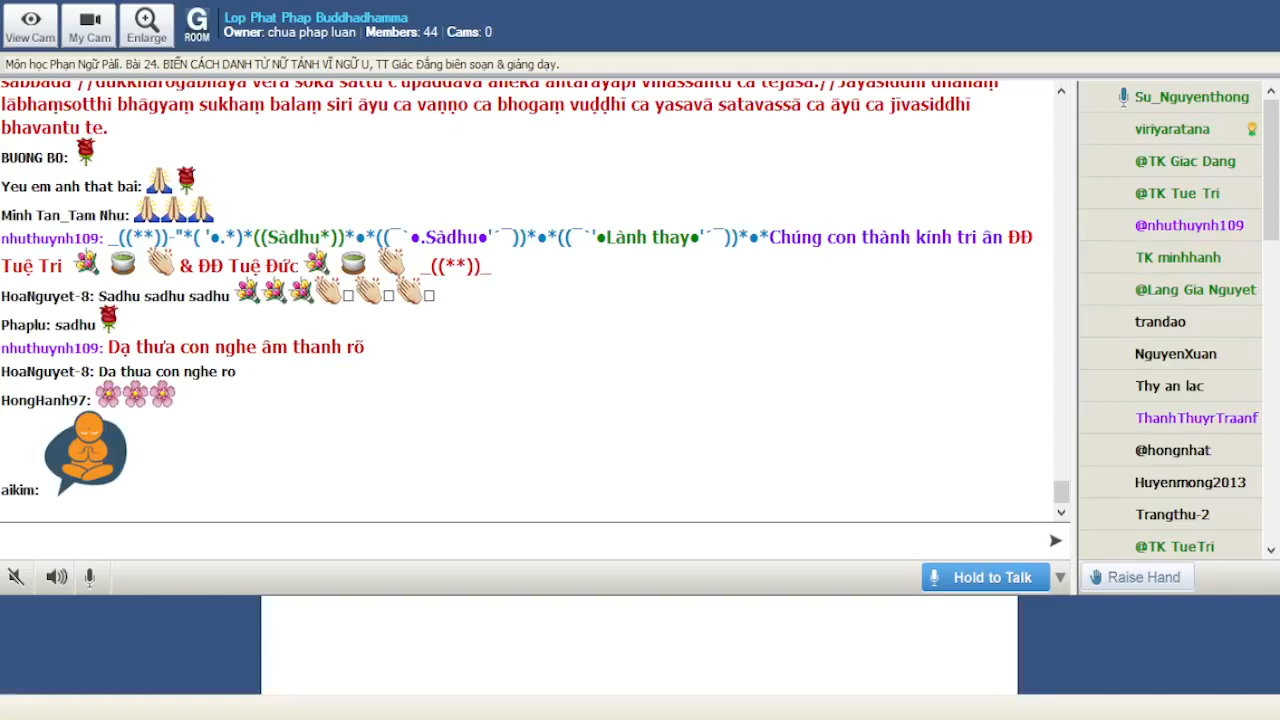 View Cam
My Cam
Enlarge
G
ROOM
Lop Phat Phap Buddhadhamma
Owner: chua phap luan | Members: 44 | Cams: 0
Môn học Phạn Ngữ Pāli. Bài 24. BIẾN CÁCH DANH TỪ NỮ TÁNH VĨ NGỮ U, TT Giác Đẳng biên soạn & giảng dạy.
lābhaṃsotthi bhāgyaṃ sukhaṃ balaṃ siri āyu ca vaṇṇo ca bhogaṃ vuḍḍhī ca yasavā satavassā ca āyū ca jīvasiddhī
bhavantu te.
BUONG BO:
Yeu em anh that bai:
Minh Tan_Tam Nhu:
nhuthuynh109: _((**))-"*( '●.*)*((Sàdhu*))*●*((¯`●.Sàdhu●'´¯))*●*((¯`'●Lành thay●'´¯))*●*Chúng con thành kính tri ân ĐĐ
Tuệ Tri & ĐĐ Tuệ Đức _((**))_
HoaNguyet-8: Sadhu sadhu sadhu
Phaplu: sadhu
nhuthuynh109: Dạ thưa con nghe âm thanh rõ
HoaNguyet-8: Da thua con nghe ro
HongHanh97:
aikim:
Hold to Talk
Su_Nguyenthong
viriyaratana
@TK Giac Dang
@TK Tue Tri
@nhuthuynh109
TK minhhanh
@Lang Gia Nguyet
trandao
NguyenXuan
Thy an lac
ThanhThuyrTraanf
@hongnhat
Huyenmong2013
Trangthu-2
@TK TueTri
Raise Hand